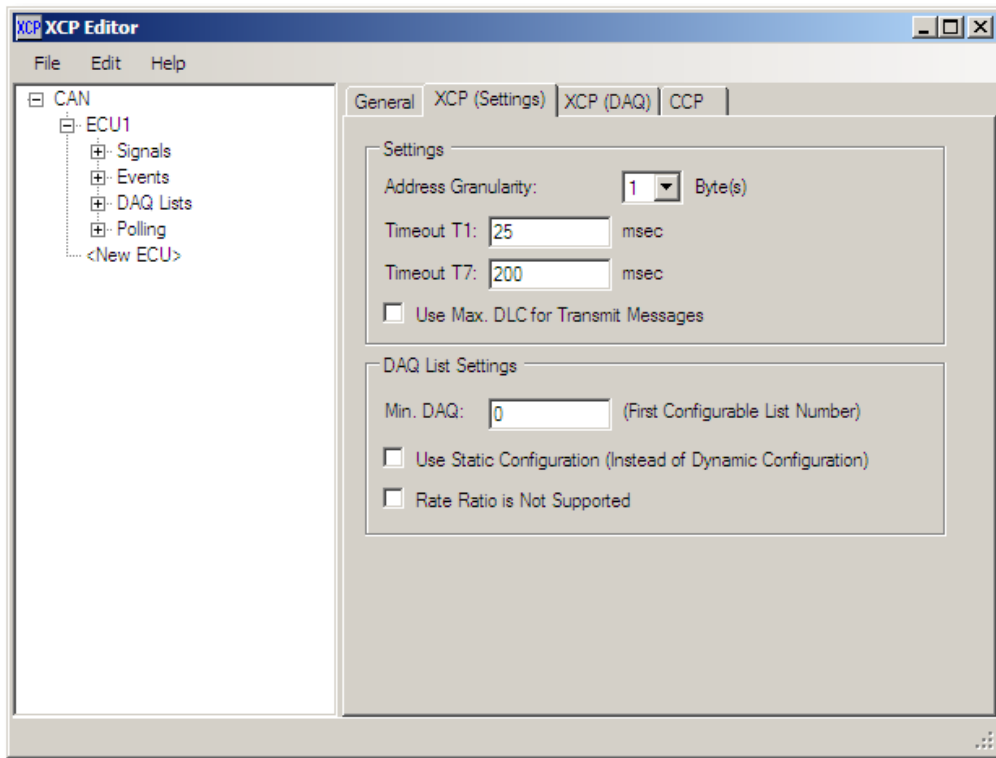 XCP XCP Editor
File Edit Help
CAN
ECU1
Signals
Events
DAQ Lists
Polling
<New ECU>
General XCP (Settings) XCP (DAQ) CCP
Settings
Address Granularity: 1 Byte(s)
Timeout T1: 25 msec
Timeout T7: 200 msec
Use Max. DLC for Transmit Messages
DAQ List Settings
Min. DAQ: 0 (First Configurable List Number)
Use Static Configuration (Instead of Dynamic Configuration)
Rate Ratio is Not Supported